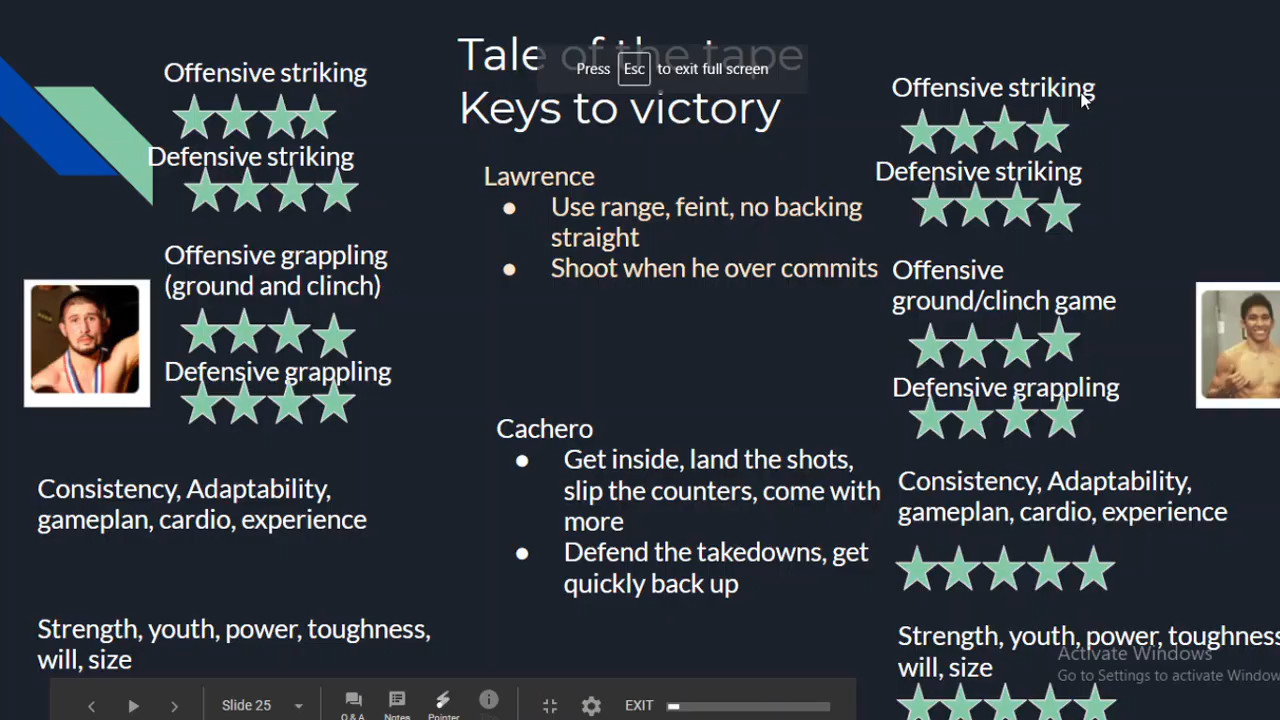 Tale of the tape
Keys to victory
Press Esc to exit full screen
Offensive striking
Defensive striking
Offensive grappling
(ground and clinch)
Defensive grappling
Consistency, Adaptability,
gameplan, cardio, experience
Strength, youth, power, toughness,
will, size
Lawrence
● Use range, feint, no backing
straight
● Shoot when he over commits
Cachero
● Get inside, land the shots,
slip the counters, come with
more
● Defend the takedowns, get
quickly back up
Offensive striking
Defensive striking
Offensive
ground/clinch game
Defensive grappling
Consistency, Adaptability,
gameplan, cardio, experience
Strength, youth, power, toughness
will, size
Activate Windows
Go to Settings to activate Window
Slide 25
Q&A
Notes
Pointer
EXIT